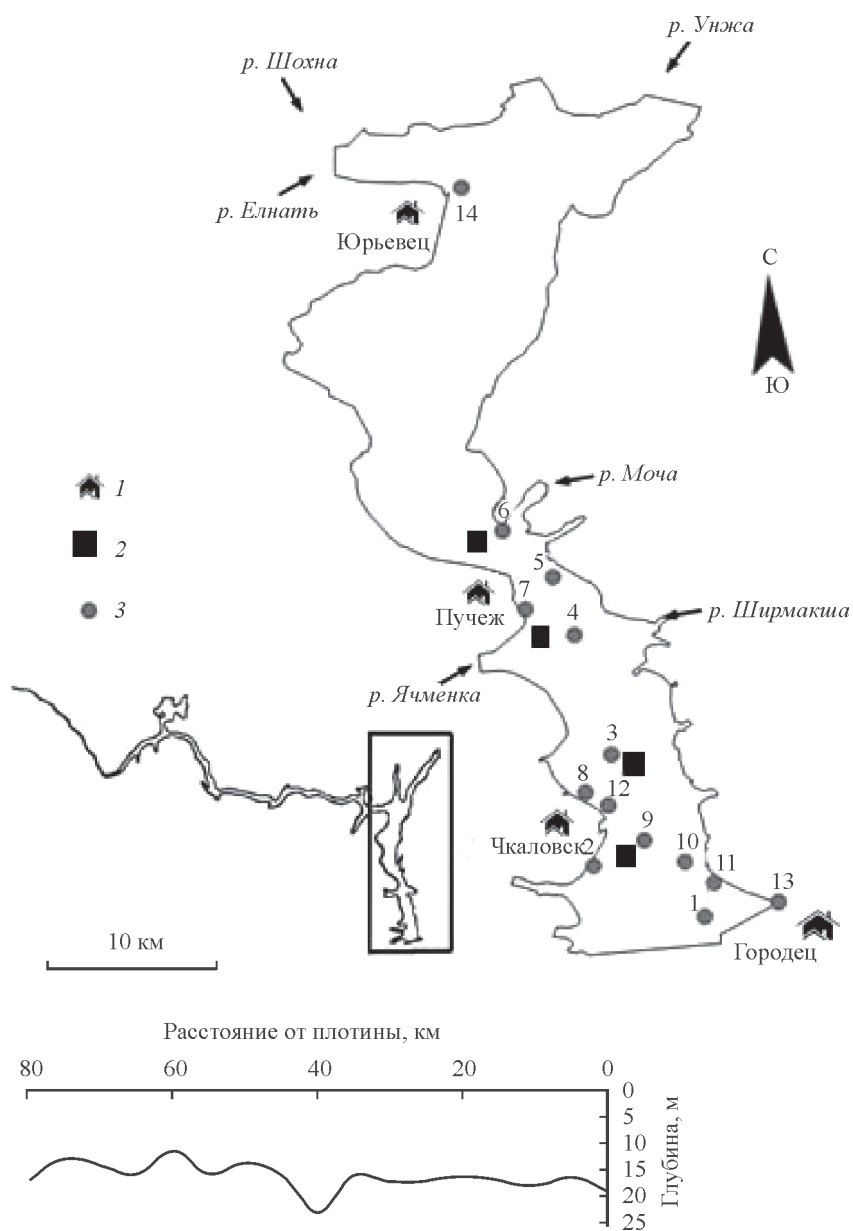 р. Унжа
р. Шохна
р. Елнать
14
Юрьевец
С
Ю
1
2
3
р. Моча
6
5
7
Пучеж
4
р. Ширмакша
р. Ячменка
3
8
12
9
Чкаловск
2
10
11
13
1
Городец
10 км
Расстояние от плотины, км
80 60 40 20 0
0
5
10
15
20
25
Глубина, м